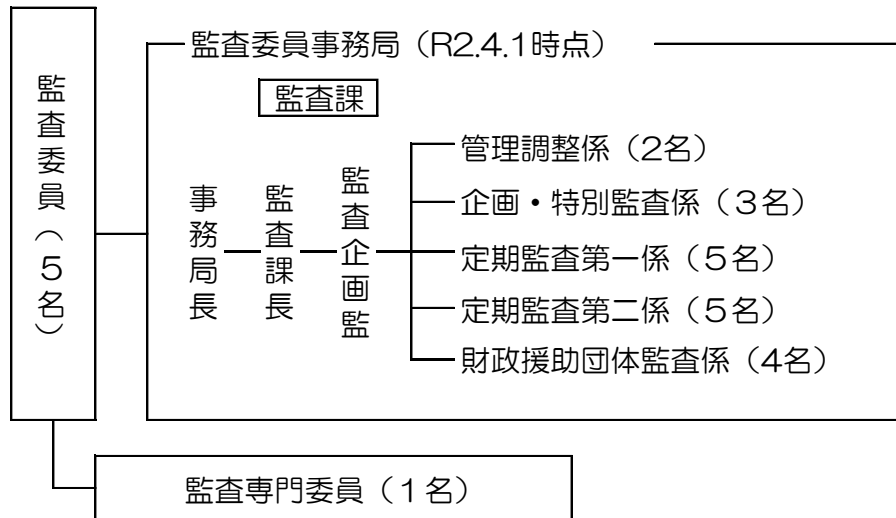 監査委員（５名）
監査委員事務局（R2.4.1時点）
監査課
事務局長
監査課長
監査企画監
管理調整係（2名）
企画・特別監査係（３名）
定期監査第一係（５名）
定期監査第二係（５名）
財政援助団体監査係（4名）
監査専門委員（１名）